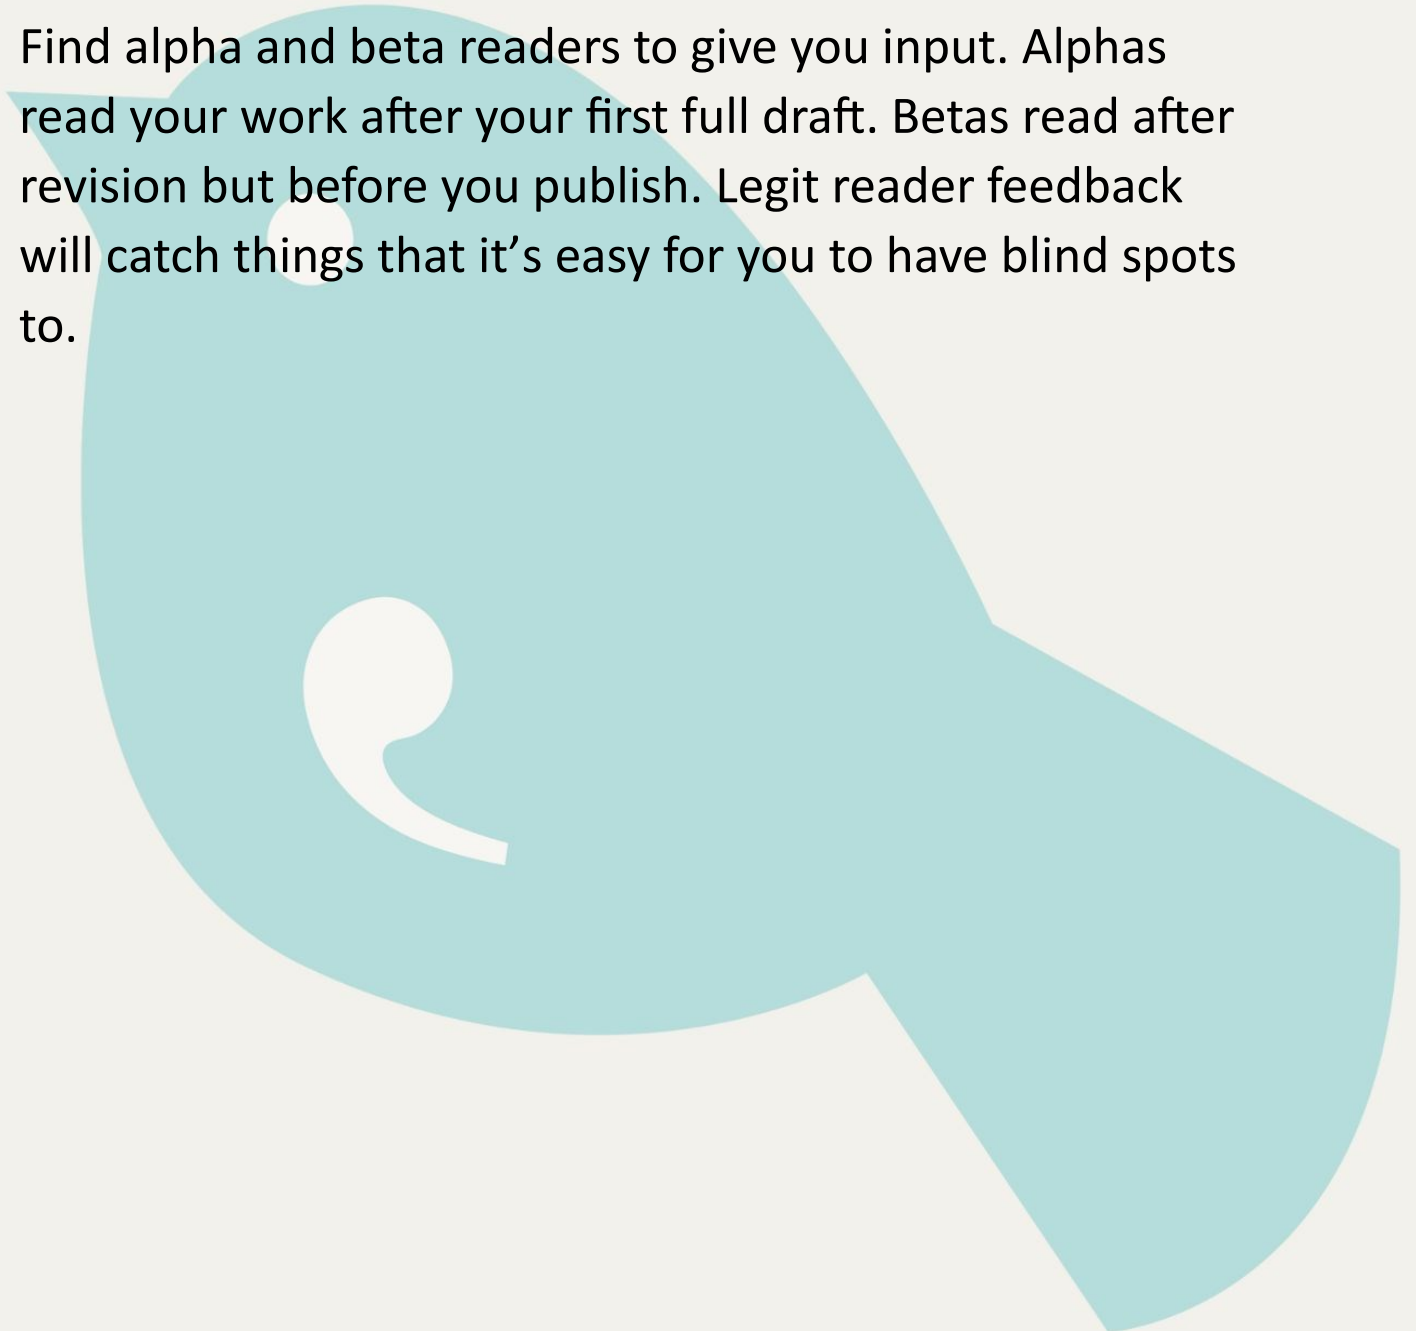 Find alpha and beta readers to give you input. Alphas
read your work after your first full draft. Betas read after
revision but before you publish. Legit reader feedback
will catch things that it’s easy for you to have blind spots
to.